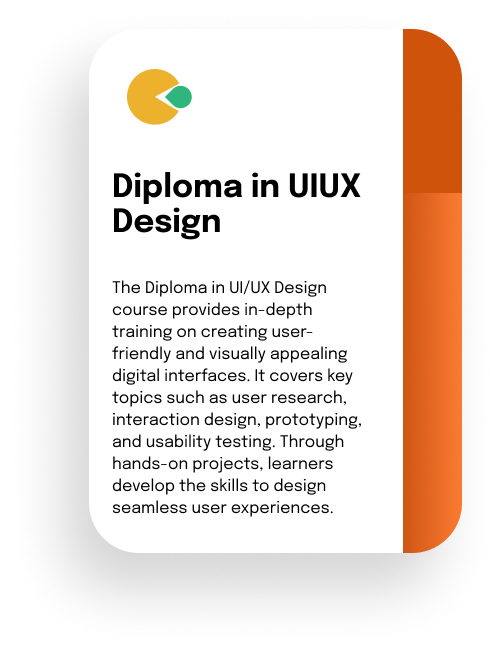 Diploma in UIUX
Design
The Diploma in UI/UX Design
course provides in-depth
training on creating user-
friendly and visually appealing
digital interfaces. It covers key
topics such as user research,
interaction design, prototyping,
and usability testing. Through
hands-on projects, learners
develop the skills to design
seamless user experiences.